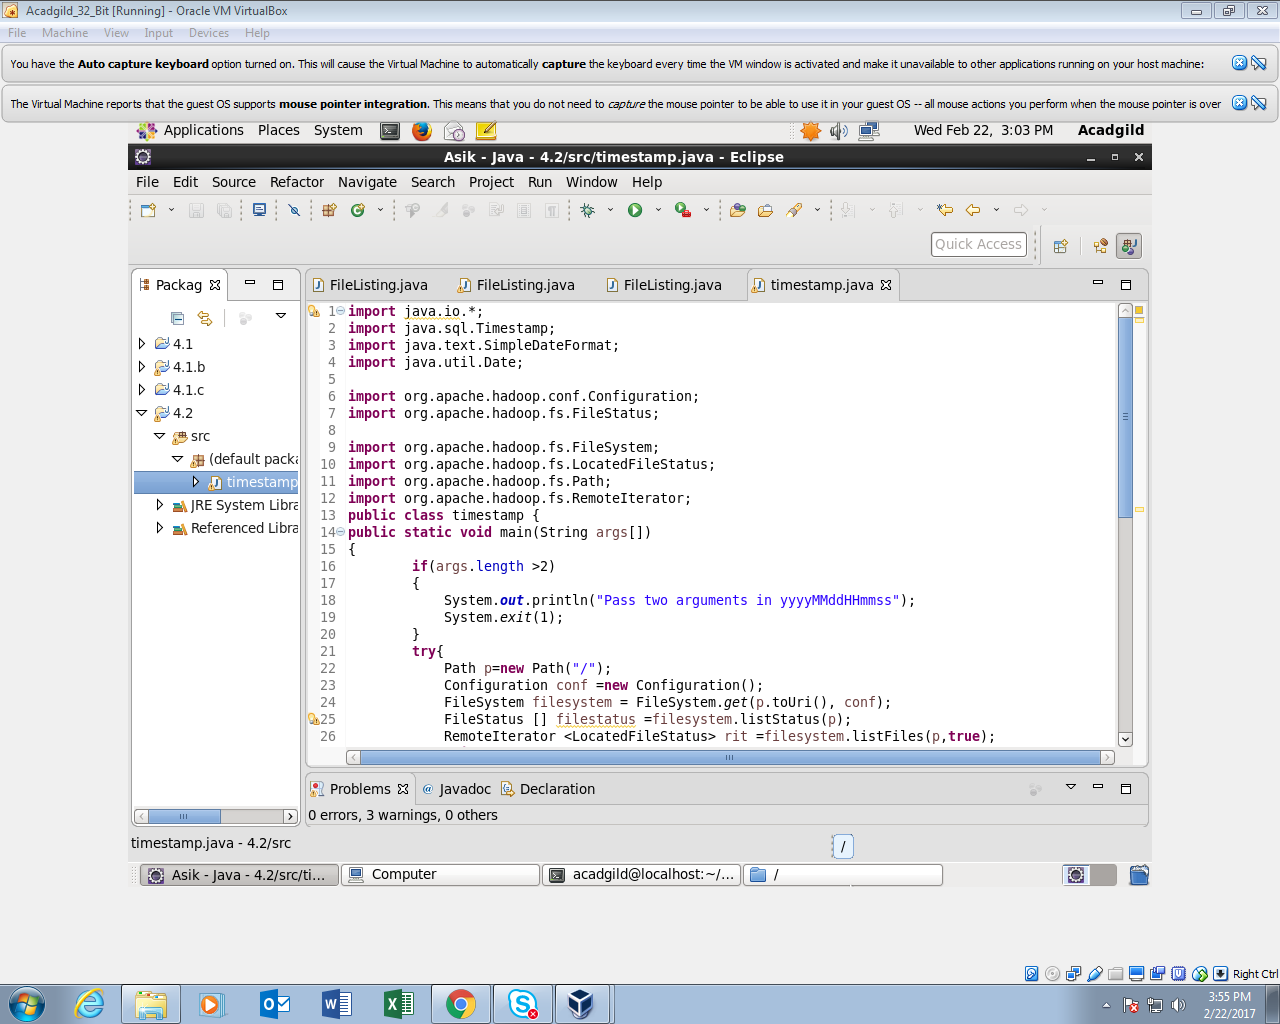 Acadgild_32_Bit [Running] - Oracle VM VirtualBox
File Machine View Input Devices Help
You have the Auto capture keyboard option turned on. This will cause the Virtual Machine to automatically capture the keyboard every time the VM window is activated and make it unavailable to other applications running on your host machine:
The Virtual Machine reports that the guest OS supports mouse pointer integration. This means that you do not need to capture the mouse pointer to be able to use it in your guest OS -- all mouse actions you perform when the mouse pointer is over
Applications Places System Wed Feb 22, 3:03 PM Acadgild
Asik - Java - 4.2/src/timestamp.java - Eclipse
File Edit Source Refactor Navigate Search Project Run Window Help
Quick Access
Packag
FileListing.java FileListing.java FileListing.java timestamp.java
4.1
4.1.b
4.1.c
4.2
src
(default packa
timestamp
JRE System Libra
Referenced Libra
1 import java.io.*;
2 import java.sql.Timestamp;
3 import java.text.SimpleDateFormat;
4 import java.util.Date;
5
6 import org.apache.hadoop.conf.Configuration;
7 import org.apache.hadoop.fs.FileStatus;
8
9 import org.apache.hadoop.fs.FileSystem;
10 import org.apache.hadoop.fs.LocatedFileStatus;
11 import org.apache.hadoop.fs.Path;
12 import org.apache.hadoop.fs.RemoteIterator;
13 public class timestamp {
14 public static void main(String args[])
15 {
16 if(args.length >2)
17 {
18 System.out.println("Pass two arguments in yyyyMMddHHmmss");
19 System.exit(1);
20 }
21 try{
22 Path p=new Path("/");
23 Configuration conf =new Configuration();
24 FileSystem filesystem = FileSystem.get(p.toUri(), conf);
25 FileStatus [] filestatus =filesystem.listStatus(p);
26 RemoteIterator <LocatedFileStatus> rit =filesystem.listFiles(p,true);
Problems Javadoc Declaration
0 errors, 3 warnings, 0 others
timestamp.java - 4.2/src /
Asik - Java - 4.2/src/ti... Computer acadgild@localhost:~/... /
Right Ctrl
3:55 PM
2/22/2017